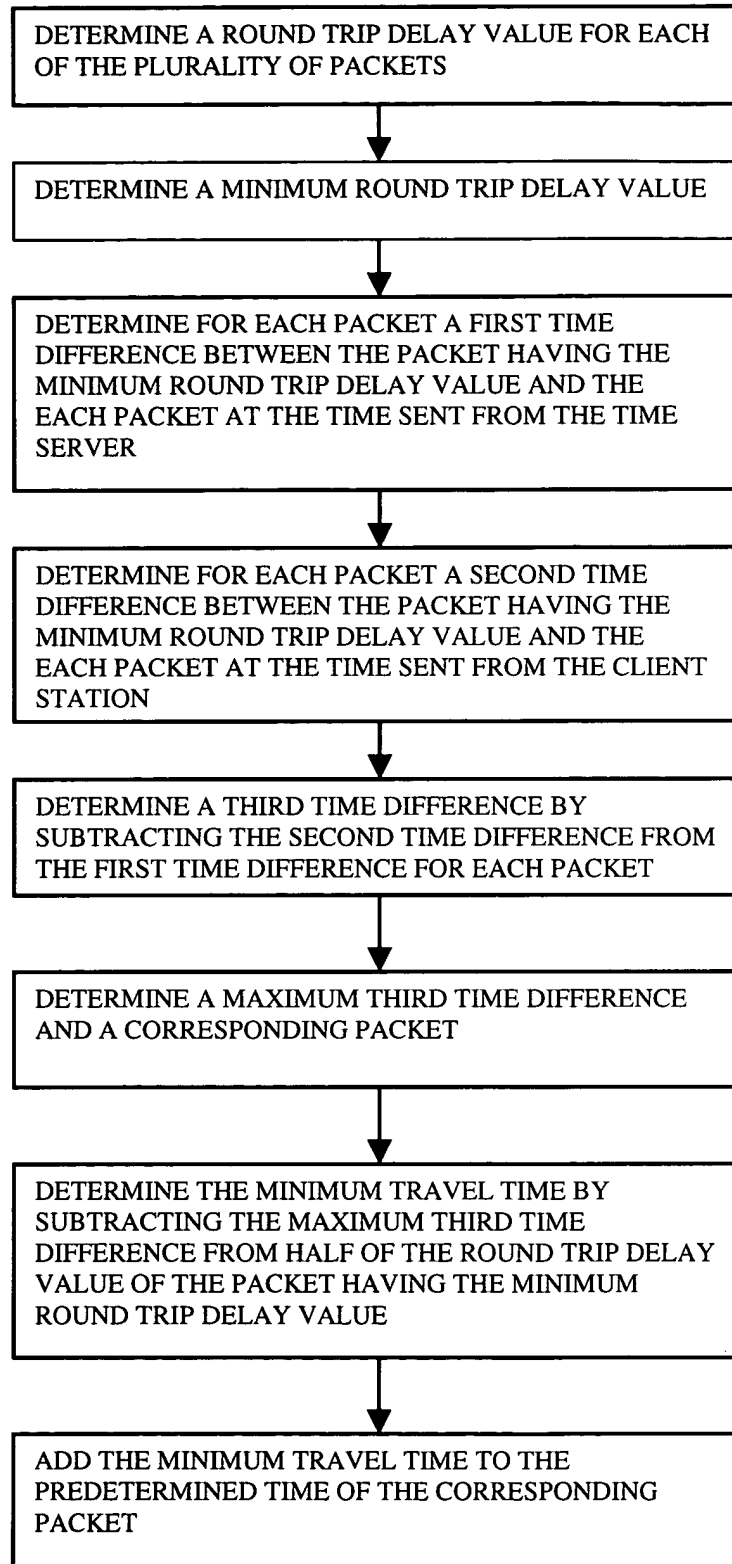 DETERMINE A ROUND TRIP DELAY VALUE FOR EACH
OF THE PLURALITY OF PACKETS
DETERMINE A MINIMUM ROUND TRIP DELAY VALUE
DETERMINE FOR EACH PACKET A FIRST TIME
DIFFERENCE BETWEEN THE PACKET HAVING THE
MINIMUM ROUND TRIP DELAY VALUE AND THE
EACH PACKET AT THE TIME SENT FROM THE TIME
SERVER
DETERMINE FOR EACH PACKET A SECOND TIME
DIFFERENCE BETWEEN THE PACKET HAVING THE
MINIMUM ROUND TRIP DELAY VALUE AND THE
EACH PACKET AT THE TIME SENT FROM THE CLIENT
STATION
DETERMINE A THIRD TIME DIFFERENCE BY
SUBTRACTING THE SECOND TIME DIFFERENCE FROM
THE FIRST TIME DIFFERENCE FOR EACH PACKET
DETERMINE A MAXIMUM THIRD TIME DIFFERENCE
AND A CORRESPONDING PACKET
DETERMINE THE MINIMUM TRAVEL TIME BY
SUBTRACTING THE MAXIMUM THIRD TIME
DIFFERENCE FROM HALF OF THE ROUND TRIP DELAY
VALUE OF THE PACKET HAVING THE MINIMUM
ROUND TRIP DELAY VALUE
ADD THE MINIMUM TRAVEL TIME TO THE
PREDETERMINED TIME OF THE CORRESPONDING
PACKET